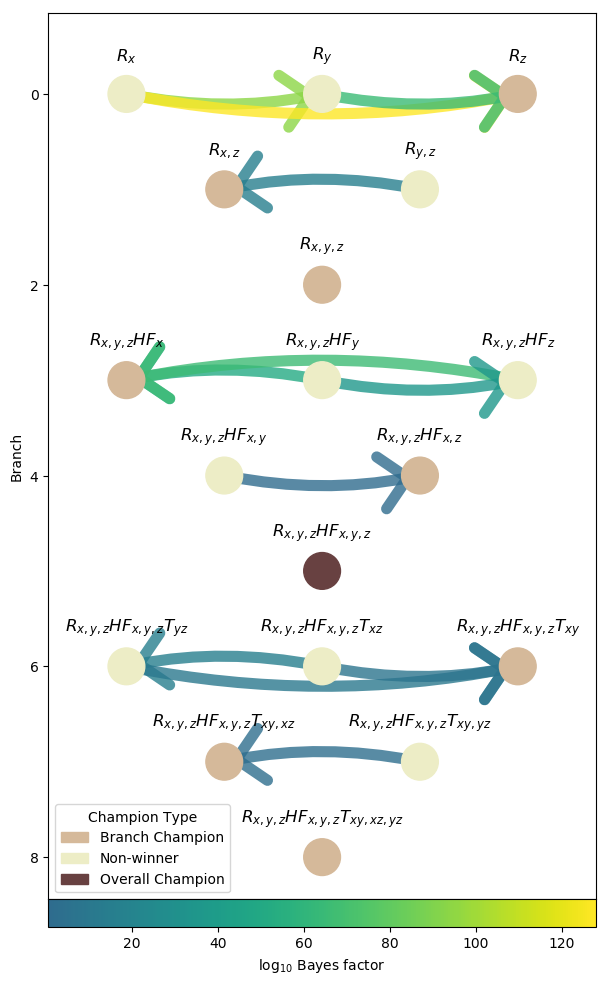 R_x R_y R_z
0
R_{x,z} R_{y,z}
R_{x,y,z}
2
R_{x,y,z}HF_x R_{x,y,z}HF_y R_{x,y,z}HF_z
R_{x,y,z}HF_{x,y} R_{x,y,z}HF_{x,z}
Branch
4
R_{x,y,z}HF_{x,y,z}
R_{x,y,z}HF_{x,y,z}T_{yz} R_{x,y,z}HF_{x,y,z}T_{xz} R_{x,y,z}HF_{x,y,z}T_{xy}
6
R_{x,y,z}HF_{x,y,z}T_{xy,xz} R_{x,y,z}HF_{x,y,z}T_{xy,yz}
R_{x,y,z}HF_{x,y,z}T_{xy,xz,yz}
Champion Type
Branch Champion
Non-winner
Overall Champion
8
20 40 60 80 100 120
log_{10} Bayes factor